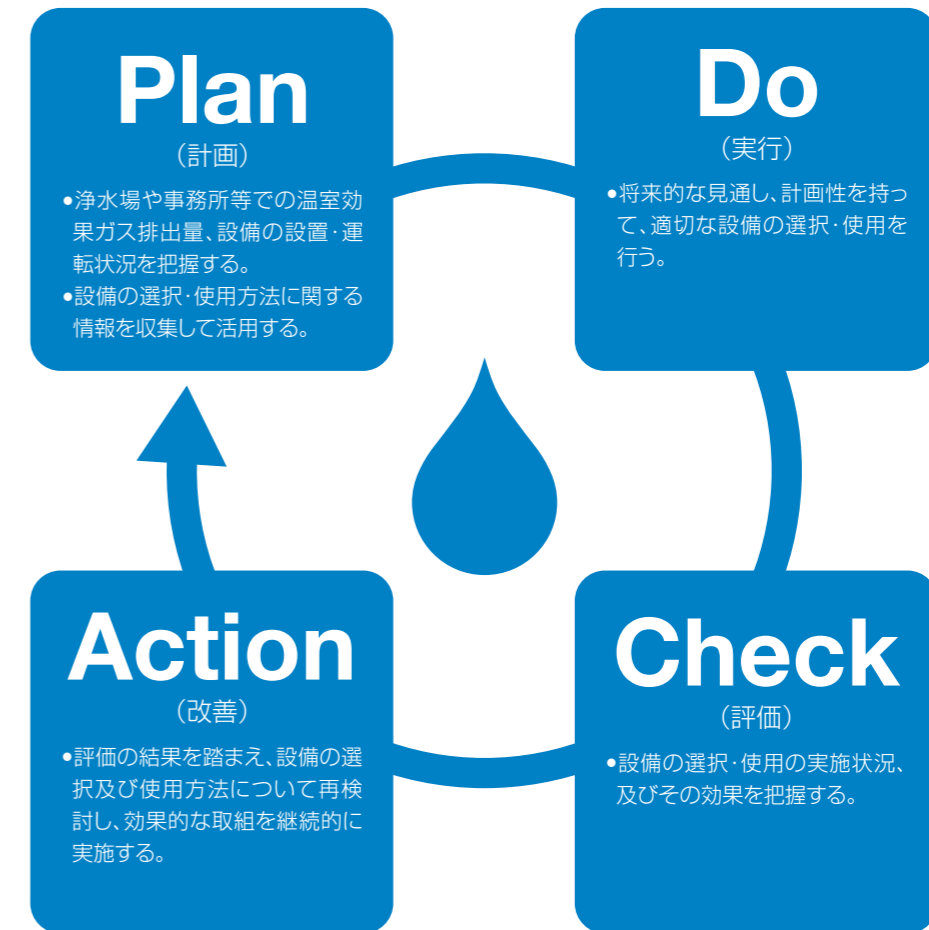 Plan
（計画）
●浄水場や事務所等での温室効
果ガス排出量、設備の設置・運
転状況を把握する。
●設備の選択・使用方法に関する
情報を収集して活用する。
Do
（実行）
●将来的な見通し、計画性を持っ
て、適切な設備の選択・使用を
行う。
Check
（評価）
●設備の選択・使用の実施状況、
及びその効果を把握する。
Action
（改善）
●評価の結果を踏まえ、設備の選
択及び使用方法について再検
討し、効果的な取組を継続的に
実施する。